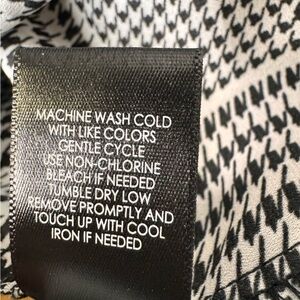 MACHINE WASH COLD
WITH LIKE COLORS
GENTLE CYCLE
USE NON-CHLORINE
BLEACH IF NEEDED
TUMBLE DRY LOW
REMOVE PROMPTLY AND
TOUCH UP WITH COOL
IRON IF NEEDED